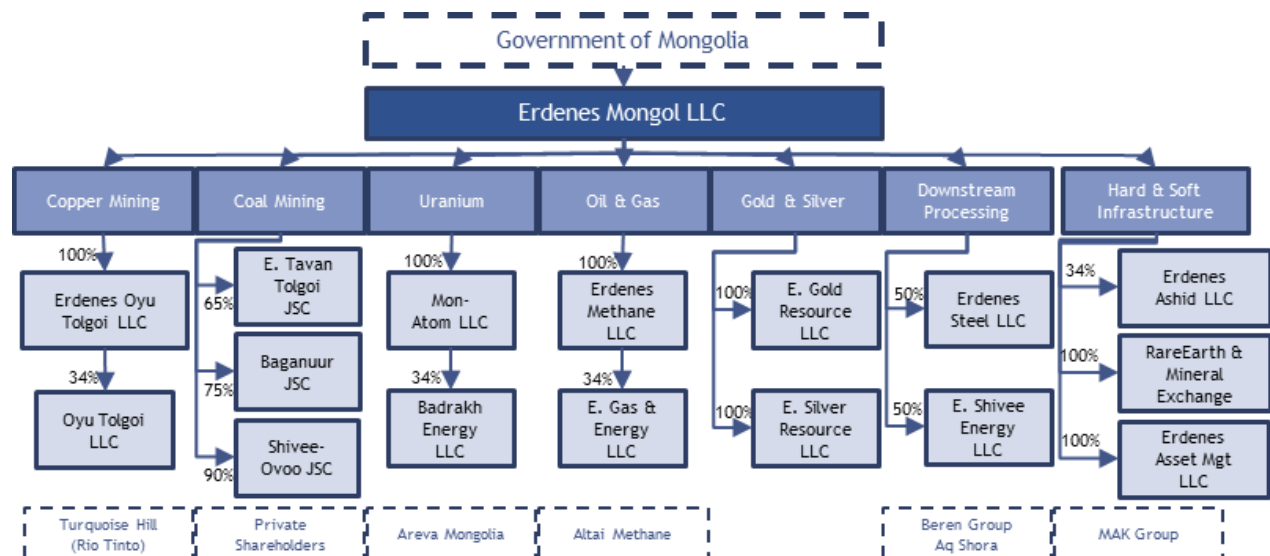 Government of Mongolia
Erdenes Mongol LLC
Copper Mining
Coal Mining
Uranium
Oil & Gas
Gold & Silver
Downstream
Processing
Hard & Soft
Infrastructure
100%
Erdenes Oyu
Tolgoi LLC
34%
Oyu Tolgoi
LLC
E. Tavan
Tolgoi
JSC
65%
Baganuur
JSC
75%
Shivee-
Ovoo JSC
90%
100%
Mon-
Atom LLC
34%
Badrakh
Energy
LLC
100%
Erdenes
Methane
LLC
34%
E. Gas &
Energy
LLC
100%
E. Gold
Resource
LLC
100%
E. Silver
Resource
LLC
50%
Erdenes
Steel LLC
50%
E. Shivee
Energy
LLC
34%
Erdenes
Ashid LLC
100%
RareEarth &
Mineral
Exchange
100%
Erdenes
Asset Mgt
LLC
Turquoise Hill
(Rio Tinto)
Private
Shareholders
Areva Mongolia
Altai Methane
Beren Group
Aq Shora
MAK Group